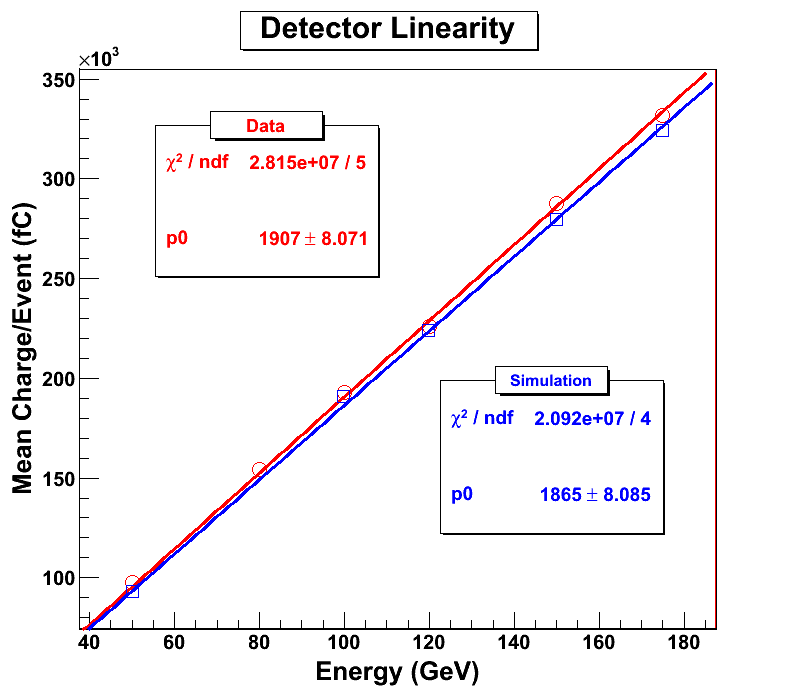 Detector Linearity
×10³
350
300
250
200
150
100
Mean Charge/Event (fC)
Data
χ² / ndf 2.815e+07 / 5
p0 1907 ± 8.071
Simulation
χ² / ndf 2.092e+07 / 4
p0 1865 ± 8.085
40 60 80 100 120 140 160 180
Energy (GeV)